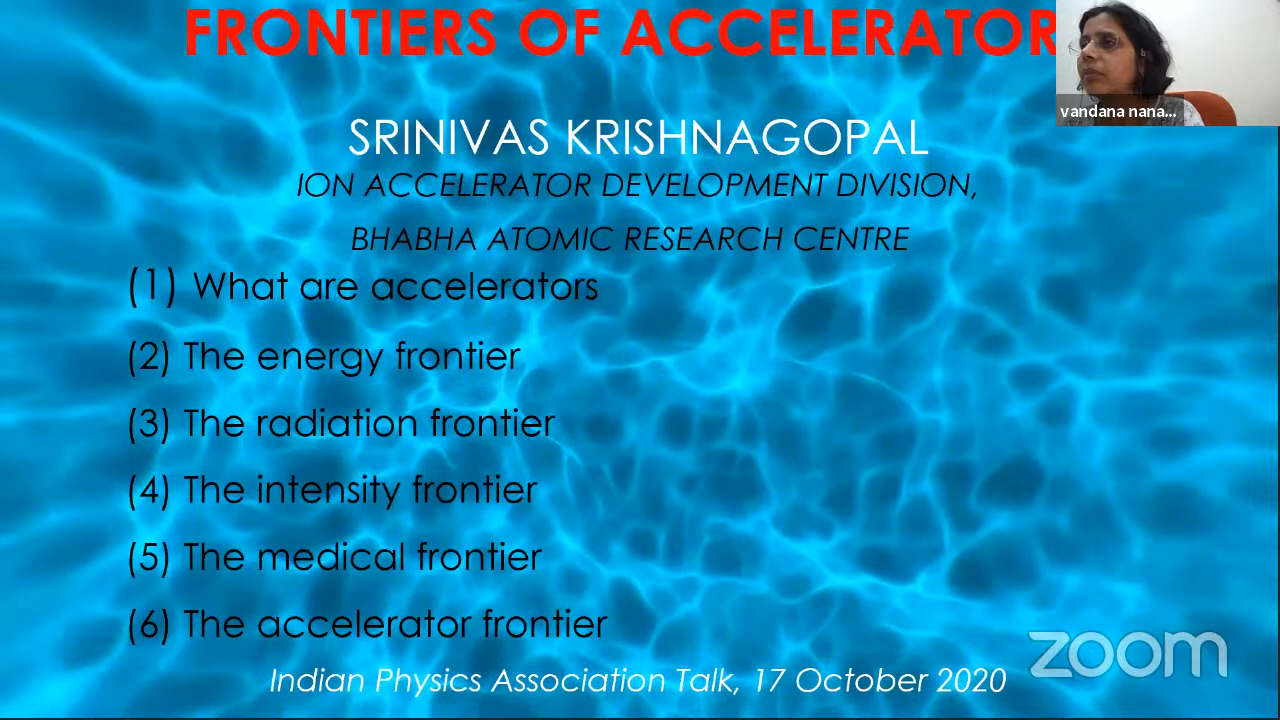 FRONTIERS OF ACCELERATOR
vandana nana...
SRINIVAS KRISHNAGOPAL
ION ACCELERATOR DEVELOPMENT DIVISION,
BHABHA ATOMIC RESEARCH CENTRE
(1) What are accelerators
(2) The energy frontier
(3) The radiation frontier
(4) The intensity frontier
(5) The medical frontier
(6) The accelerator frontier
zoom
Indian Physics Association Talk, 17 October 2020